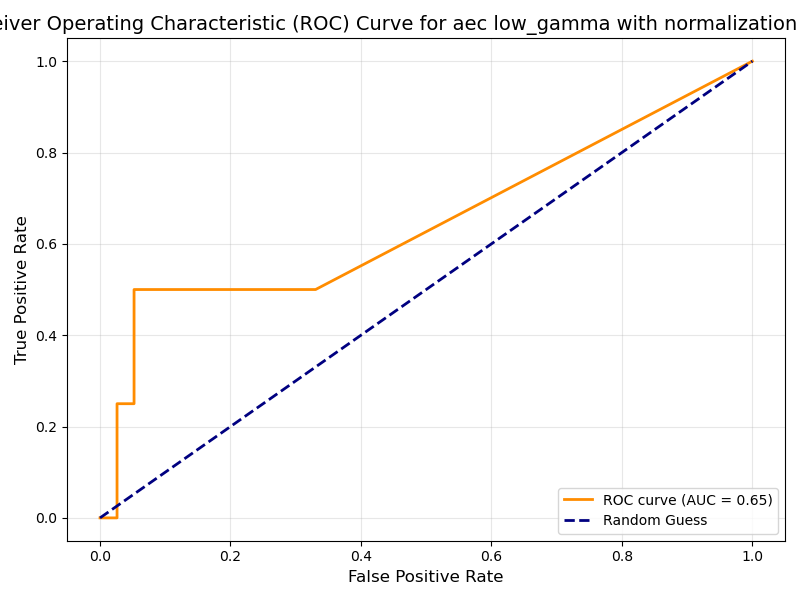 Operating Characteristic (ROC) Curve for aec low_gamma with normalization
1.0
0.8
0.6
0.4
0.2
0.0
True Positive Rate
0.0 0.2 0.4 0.6 0.8 1.0
False Positive Rate
ROC curve (AUC = 0.65)
Random Guess